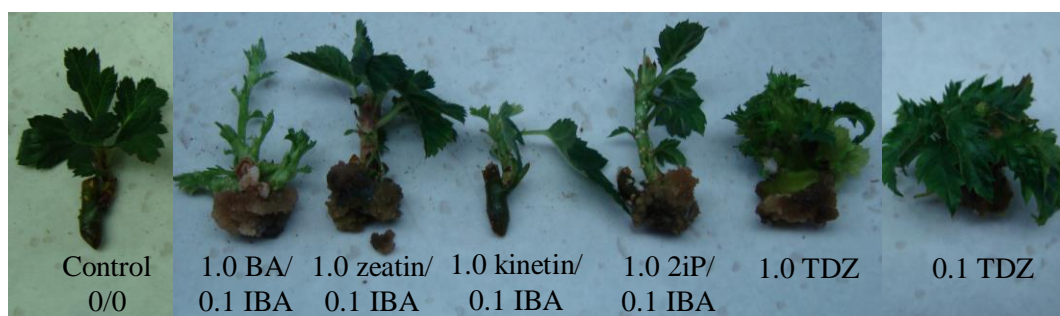 Control
0/0
1.0 BA/
0.1 IBA
1.0 zeatin/
0.1 IBA
1.0 kinetin/
0.1 IBA
1.0 2iP/
0.1 IBA
1.0 TDZ
0.1 TDZ